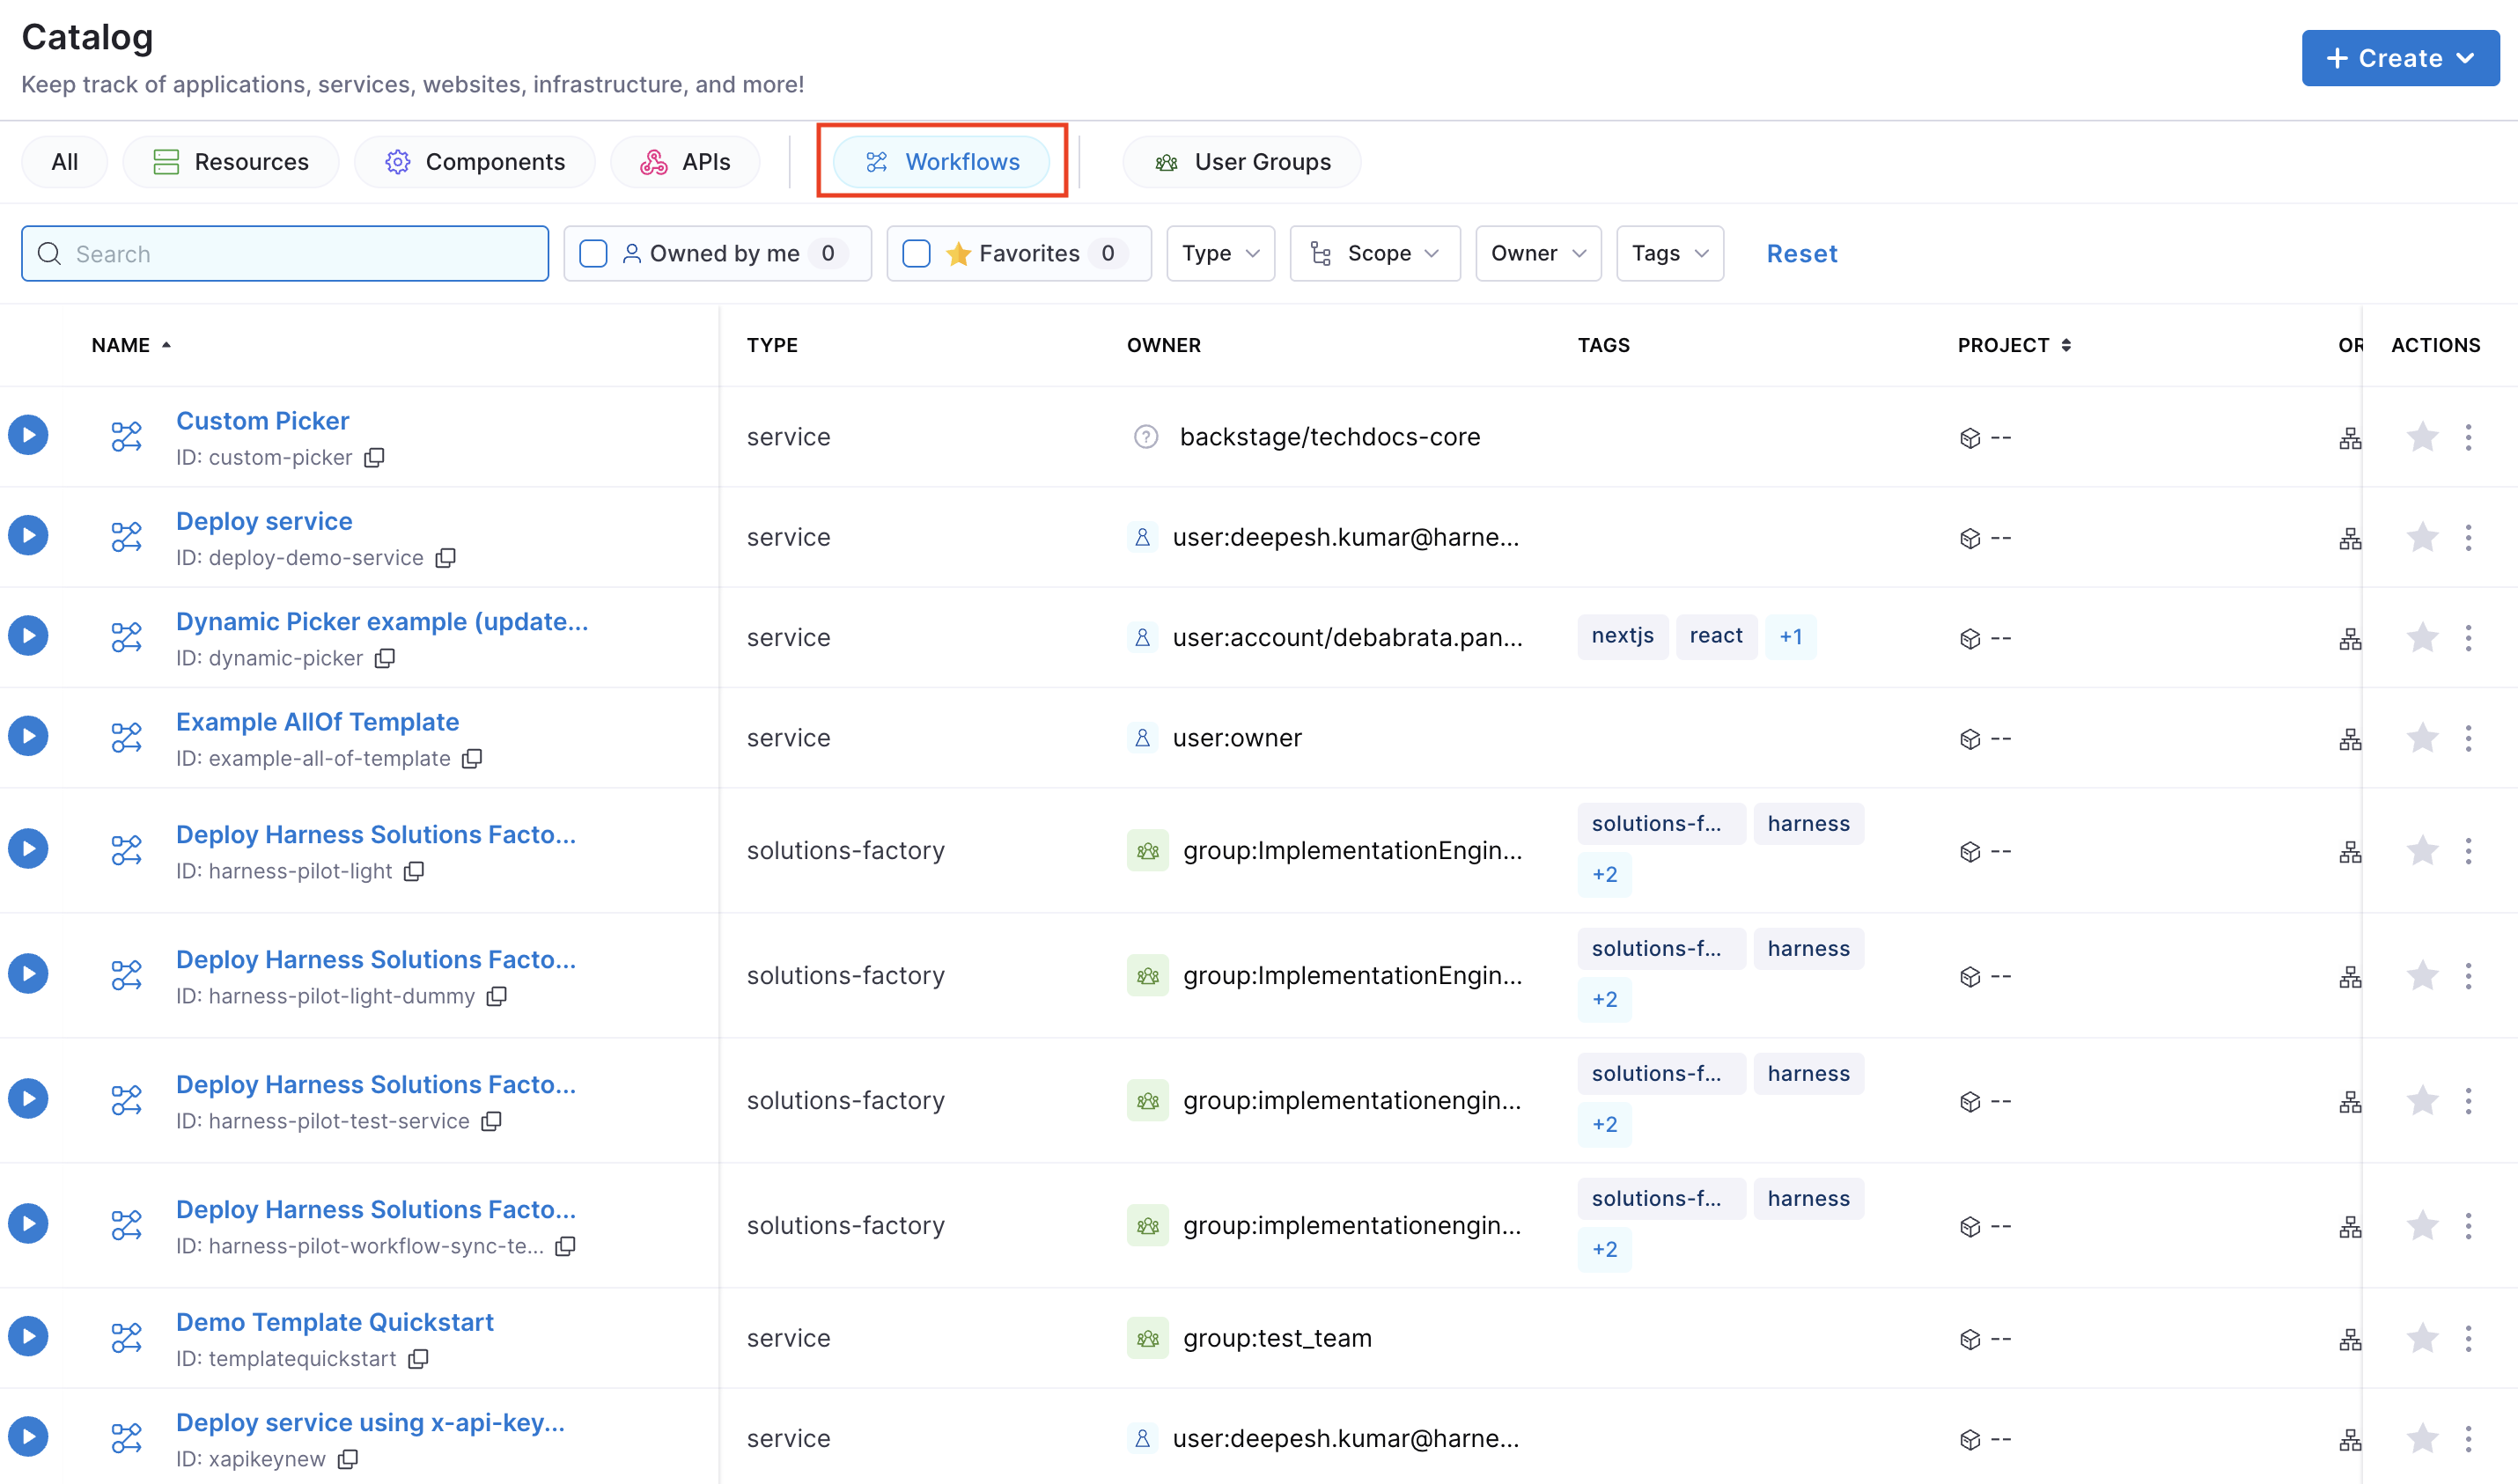 Catalog
Keep track of applications, services, websites, infrastructure, and more!
+ Create
All Resources Components APIs Workflows User Groups
Search Owned by me 0 Favorites 0 Type Scope Owner Tags Reset
NAME TYPE OWNER TAGS PROJECT OR ACTIONS
Custom Picker
ID: custom-picker
service backstage/techdocs-core --
Deploy service
ID: deploy-demo-service
service user:deepesh.kumar@harne... --
Dynamic Picker example (update...
ID: dynamic-picker
service user:account/debabrata.pan... nextjs react +1 --
Example AllOf Template
ID: example-all-of-template
service user:owner --
Deploy Harness Solutions Facto...
ID: harness-pilot-light
solutions-factory group:ImplementationEngin... solutions-f... harness --
+2
Deploy Harness Solutions Facto...
ID: harness-pilot-light-dummy
solutions-factory group:ImplementationEngin... solutions-f... harness --
+2
Deploy Harness Solutions Facto...
ID: harness-pilot-test-service
solutions-factory group:implementationengin... solutions-f... harness --
+2
Deploy Harness Solutions Facto...
ID: harness-pilot-workflow-sync-te...
solutions-factory group:implementationengin... solutions-f... harness --
+2
Demo Template Quickstart
ID: templatequickstart
service group:test_team --
Deploy service using x-api-key...
ID: xapikeynew
service user:deepesh.kumar@harne... --